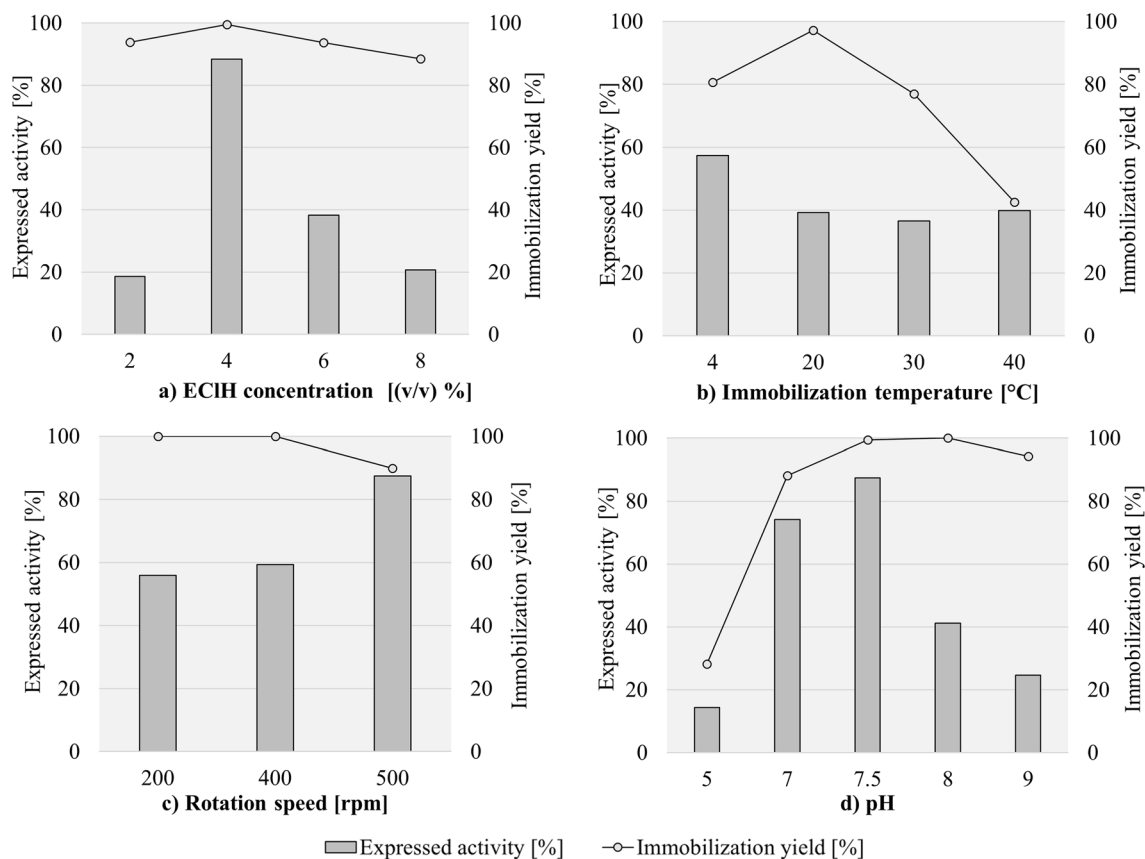 100
80
60
40
20
0
Expressed activity [%]
100
80
60
40
20
0
Immobilization yield [%]
2 4 6 8
a) EClH concentration [(v/v) %]
100
80
60
40
20
0
Expressed activity [%]
100
80
60
40
20
0
Immobilization yield [%]
4 20 30 40
b) Immobilization temperature [°C]
100
80
60
40
20
0
Expressed activity [%]
100
80
60
40
20
0
Immobilization yield [%]
200 400 500
c) Rotation speed [rpm]
100
80
60
40
20
0
Expressed activity [%]
100
80
60
40
20
0
Immobilization yield [%]
5 7 7.5 8 9
d) pH
Expressed activity [%] Immobilization yield [%]